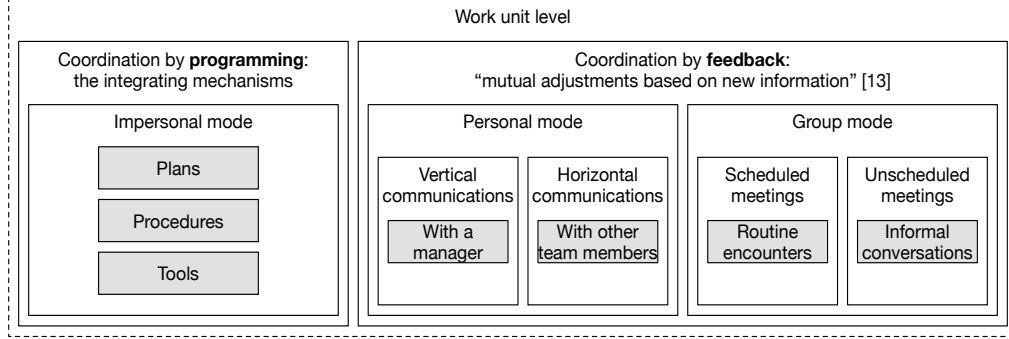 Work unit level
Coordination by programming:
the integrating mechanisms
Impersonal mode
Plans
Procedures
Tools
Coordination by feedback:
“mutual adjustments based on new information” [13]
Personal mode
Vertical
communications
With a
manager
Horizontal
communications
With other
team members
Group mode
Scheduled
meetings
Routine
encounters
Unscheduled
meetings
Informal
conversations